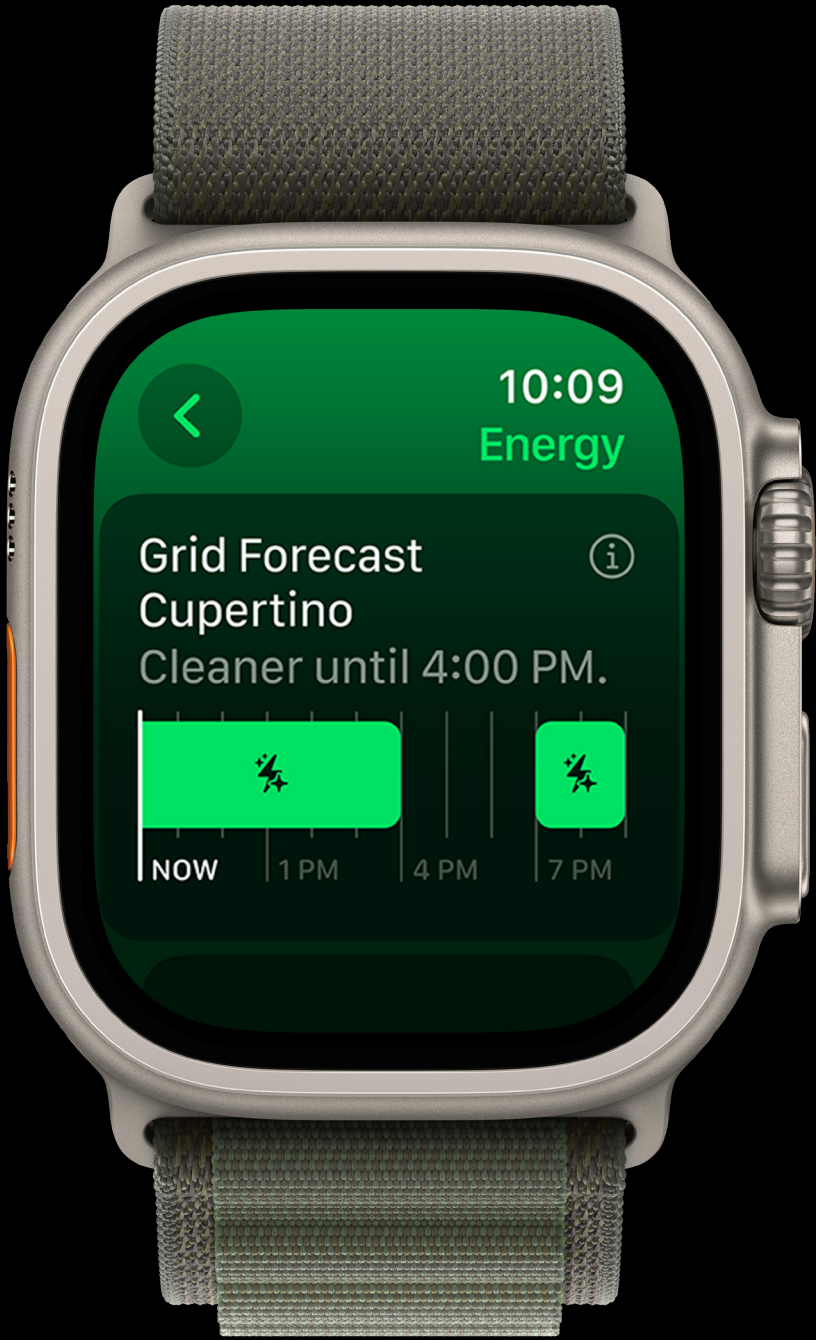 10:09
Energy
Grid Forecast
Cupertino
Cleaner until 4:00 PM.
NOW
1 PM
4 PM
7 PM